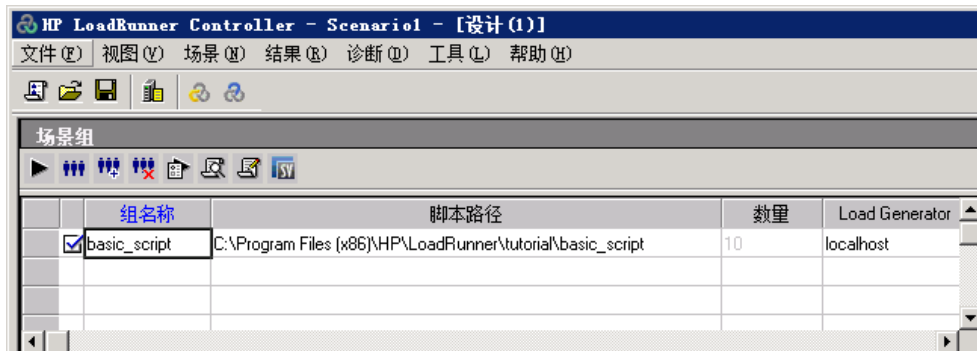 HP LoadRunner Controller - Scenario1 - [设计(1)]
文件(F) 视图(V) 场景(N) 结果(R) 诊断(D) 工具(L) 帮助(H)
场景组
SV
组名称 脚本路径 数量 Load Generator
basic_script C:\Program Files (x86)\HP\LoadRunner\tutorial\basic_script 10 localhost